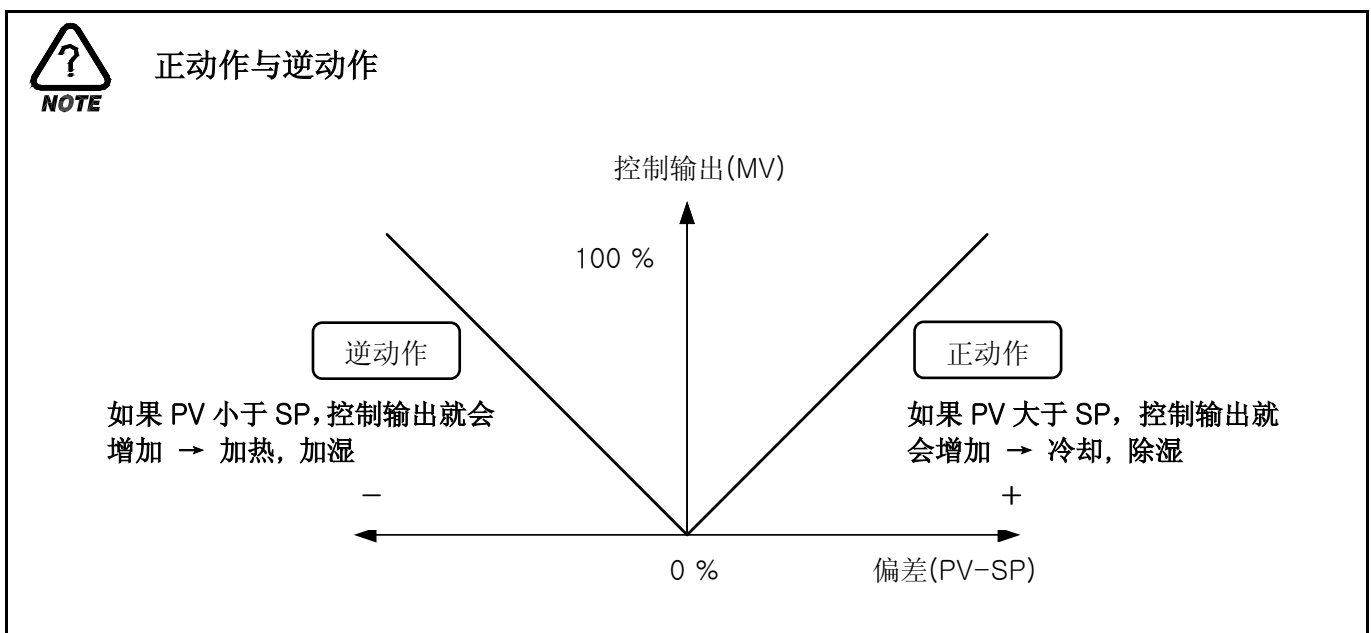 ?
NOTE
正动作与逆动作
控制输出(MV)
100 %
逆动作
正动作
如果 PV 小于 SP,控制输出就会
增加 → 加热, 加湿
如果 PV 大于 SP，控制输出就
会增加 → 冷却, 除湿
−
+
0 %
偏差(PV-SP)